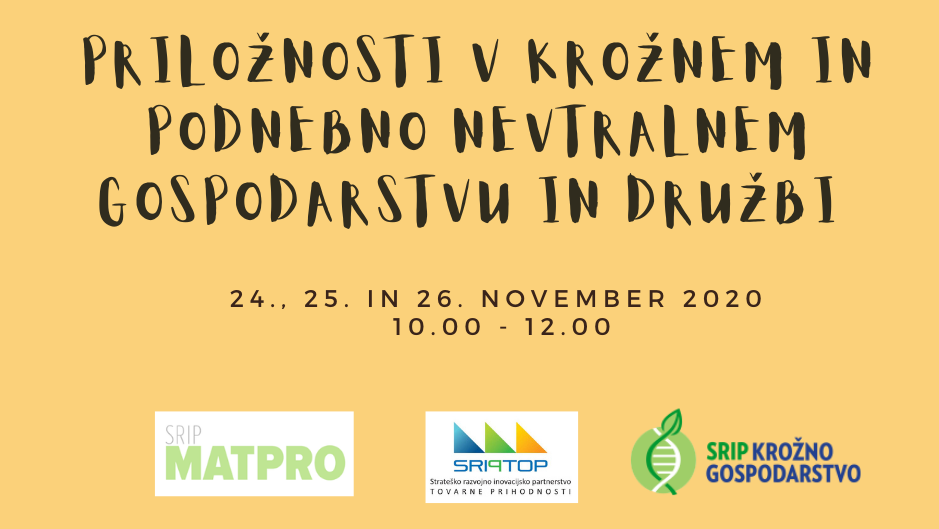 PRILOŽNOSTI V KROŽNEM IN
PODNEBNO NEVTRALNEM
GOSPODARSTVU IN DRUŽBI
24., 25. IN 26. NOVEMBER 2020
10.00 - 12.00
SRIP
MATPRO
SRIPTOP
Strateško razvojno inovacijsko partnerstvo
TOVARNE PRIHODNOSTI
SRIP KROŽNO
GOSPODARSTVO